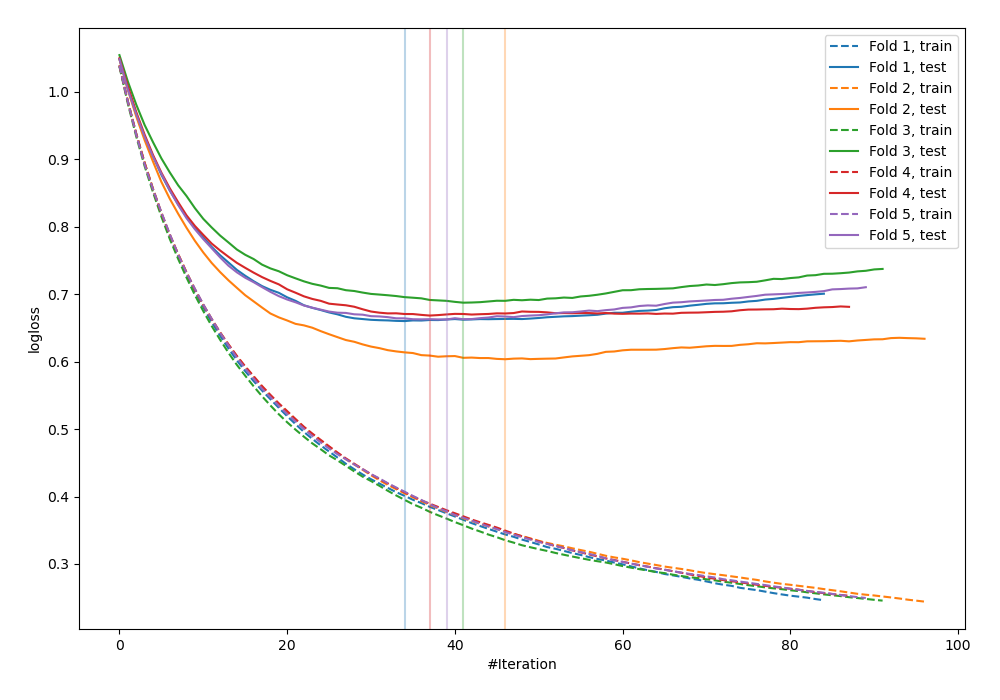 Fold 1, train
Fold 1, test
Fold 2, train
Fold 2, test
Fold 3, train
Fold 3, test
Fold 4, train
Fold 4, test
Fold 5, train
Fold 5, test
logloss
1.0
0.9
0.8
0.7
0.6
0.5
0.4
0.3
0 20 40 60 80 100
#Iteration